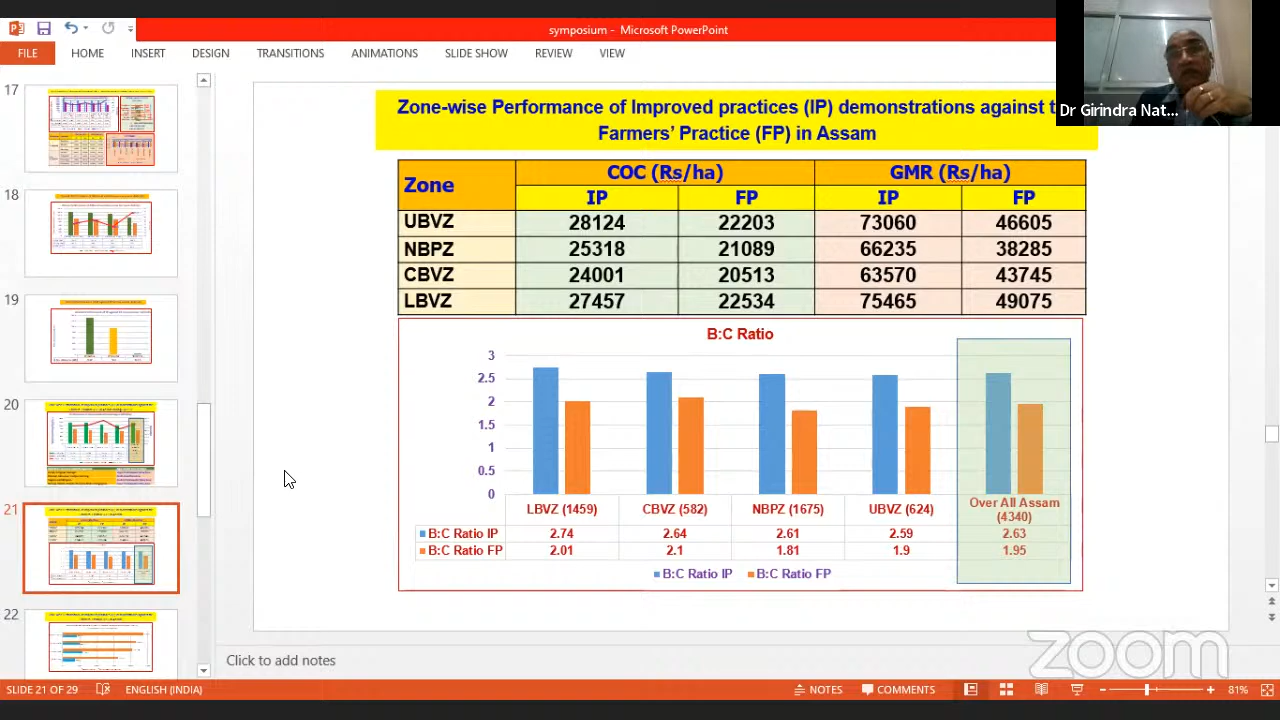 symposium - Microsoft PowerPoint
FILE HOME INSERT DESIGN TRANSITIONS ANIMATIONS SLIDE SHOW REVIEW VIEW
Dr Girindra Nat...
17
18
19
20
21
22
Zone-wise Performance of Improved practices (IP) demonstrations against t
Farmers' Practice (FP) in Assam
Zone COC (Rs/ha) GMR (Rs/ha)
IP FP IP FP
UBVZ 28124 22203 73060 46605
NBPZ 25318 21089 66235 38285
CBVZ 24001 20513 63570 43745
LBVZ 27457 22534 75465 49075
B:C Ratio
3
2.5
2
1.5
1
0.5
0
LBVZ (1459) CBVZ (582) NBPZ (1675) UBVZ (624) Over All Assam (4340)
B:C Ratio IP 2.74 2.64 2.61 2.59 2.63
B:C Ratio FP 2.01 2.1 1.81 1.9 1.95
B:C Ratio IP B:C Ratio FP
Click to add notes
zoom
SLIDE 21 OF 29 ENGLISH (INDIA) NOTES COMMENTS 81%